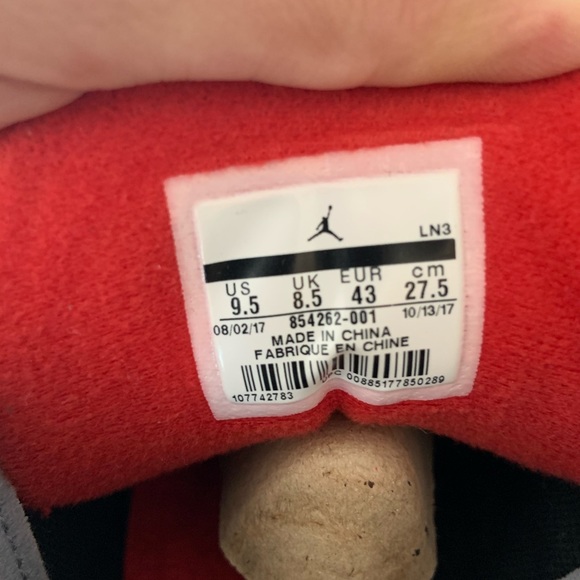 LN3
US UK EUR cm
9.5 8.5 43 27.5
08/02/17 854262-001 10/13/17
MADE IN CHINA
FABRIQUE EN CHINE
107742783 UPC 00885177850289